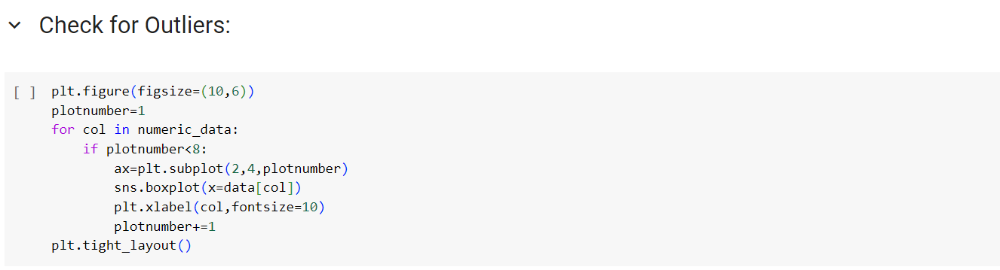 Check for Outliers:
[ ] plt.figure(figsize=(10,6))
plotnumber=1
for col in numeric_data:
    if plotnumber<8:
        ax=plt.subplot(2,4,plotnumber)
        sns.boxplot(x=data[col])
        plt.xlabel(col,fontsize=10)
        plotnumber+=1
plt.tight_layout()